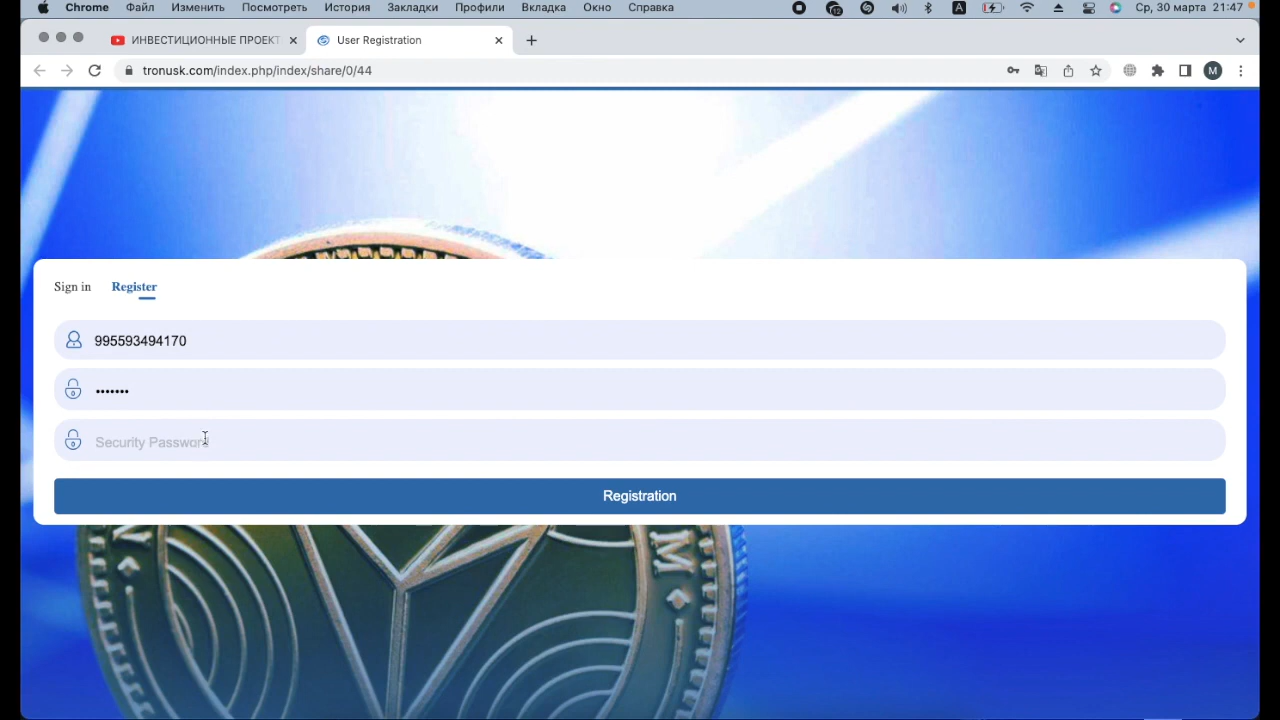 Chrome Файл Изменить Посмотреть История Закладки Профили Вкладка Окно Справка 12 A Ср, 30 марта 21:47
ИНВЕСТИЦИОННЫЕ ПРОЕКТ User Registration
tronusk.com/index.php/index/share/0/44 M
Sign in Register
995593494170
•••••••
Security Password
Registration
N M